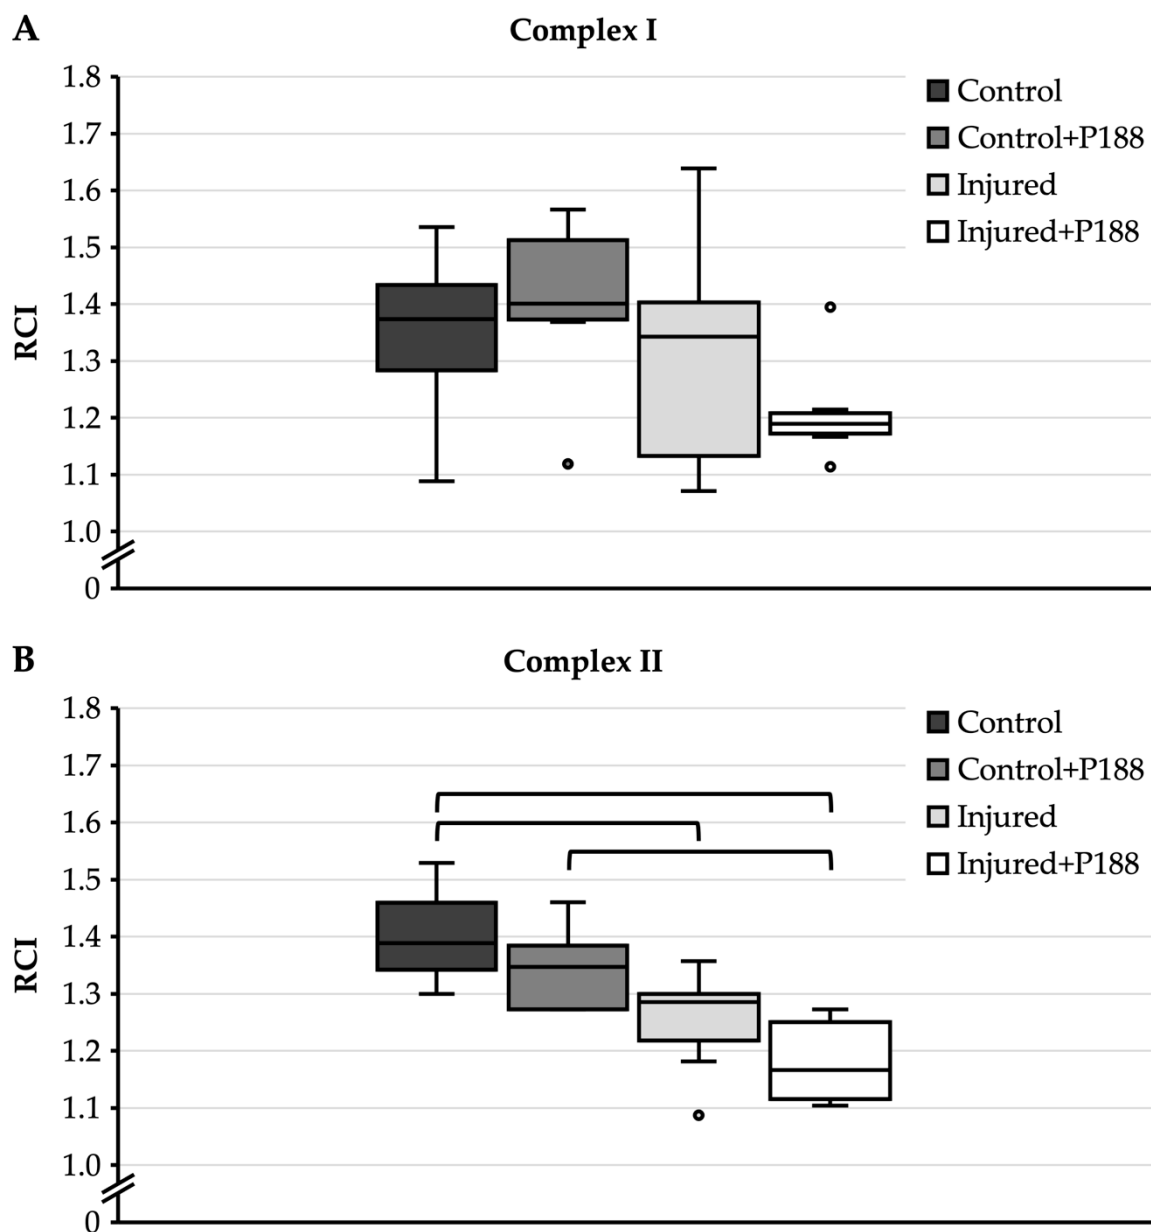 A
Complex I
1.8
1.7
1.6
1.5
1.4
1.3
1.2
1.1
1.0
0
RCI
Control
Control+P188
Injured
Injured+P188
B
Complex II
1.8
1.7
1.6
1.5
1.4
1.3
1.2
1.1
1.0
0
RCI
Control
Control+P188
Injured
Injured+P188